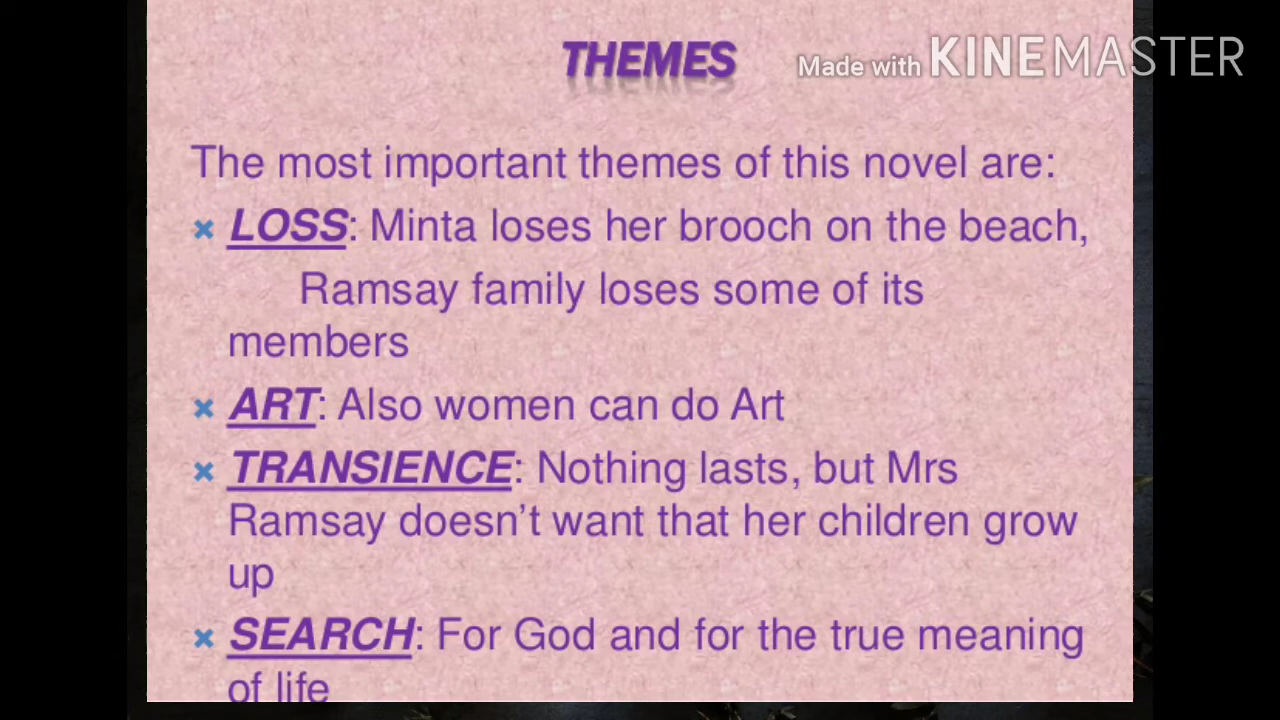 THEMES
Made with KINEMASTER
The most important themes of this novel are:
× LOSS: Minta loses her brooch on the beach,
Ramsay family loses some of its
members
× ART: Also women can do Art
× TRANSIENCE: Nothing lasts, but Mrs
Ramsay doesn’t want that her children grow
up
× SEARCH: For God and for the true meaning
of life